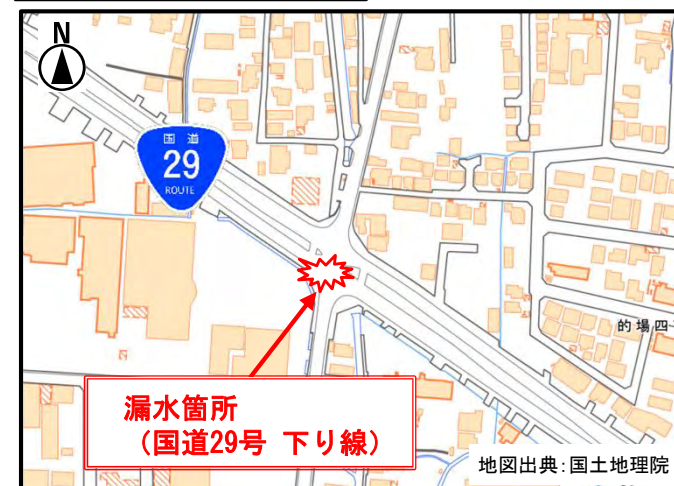 N
国道
29
ROUTE
的場四
漏水箇所
（国道29号 下り線）
地図出典：国土地理院